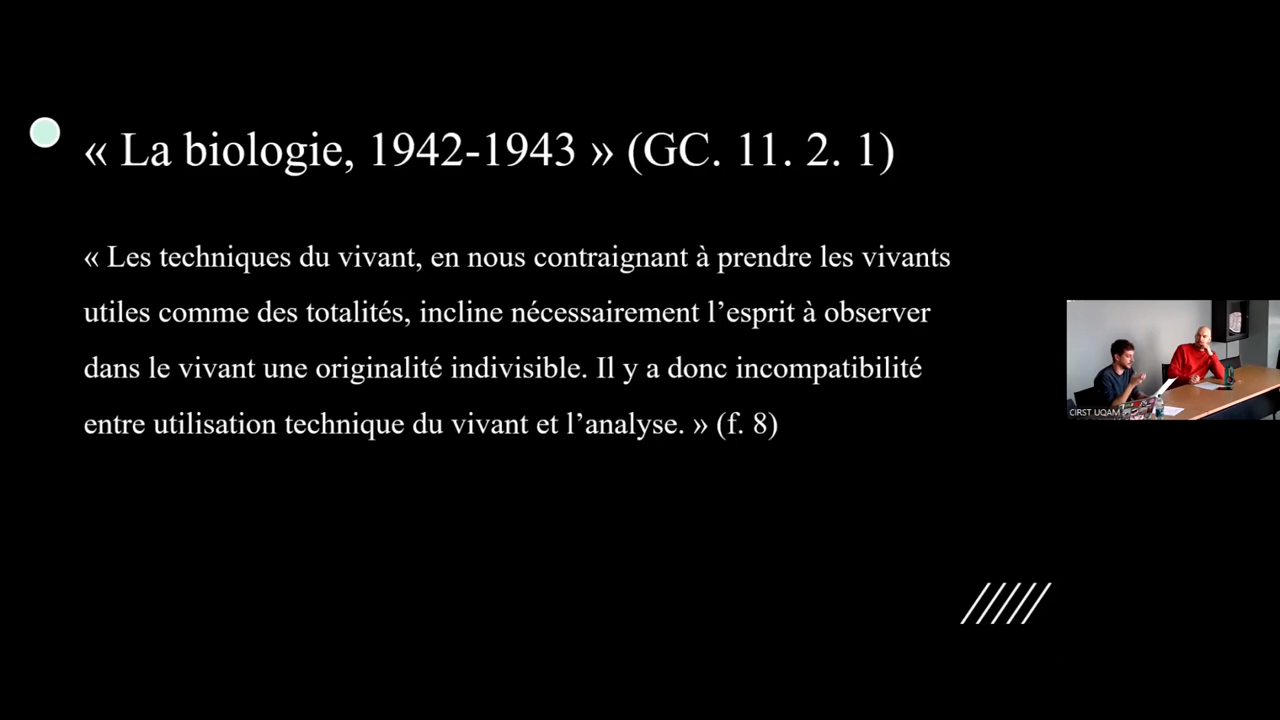 « La biologie, 1942-1943 » (GC. 11. 2. 1)
« Les techniques du vivant, en nous contraignant à prendre les vivants
utiles comme des totalités, incline nécessairement l’esprit à observer
dans le vivant une originalité indivisible. Il y a donc incompatibilité
entre utilisation technique du vivant et l’analyse. » (f. 8)
CIRST UQAM